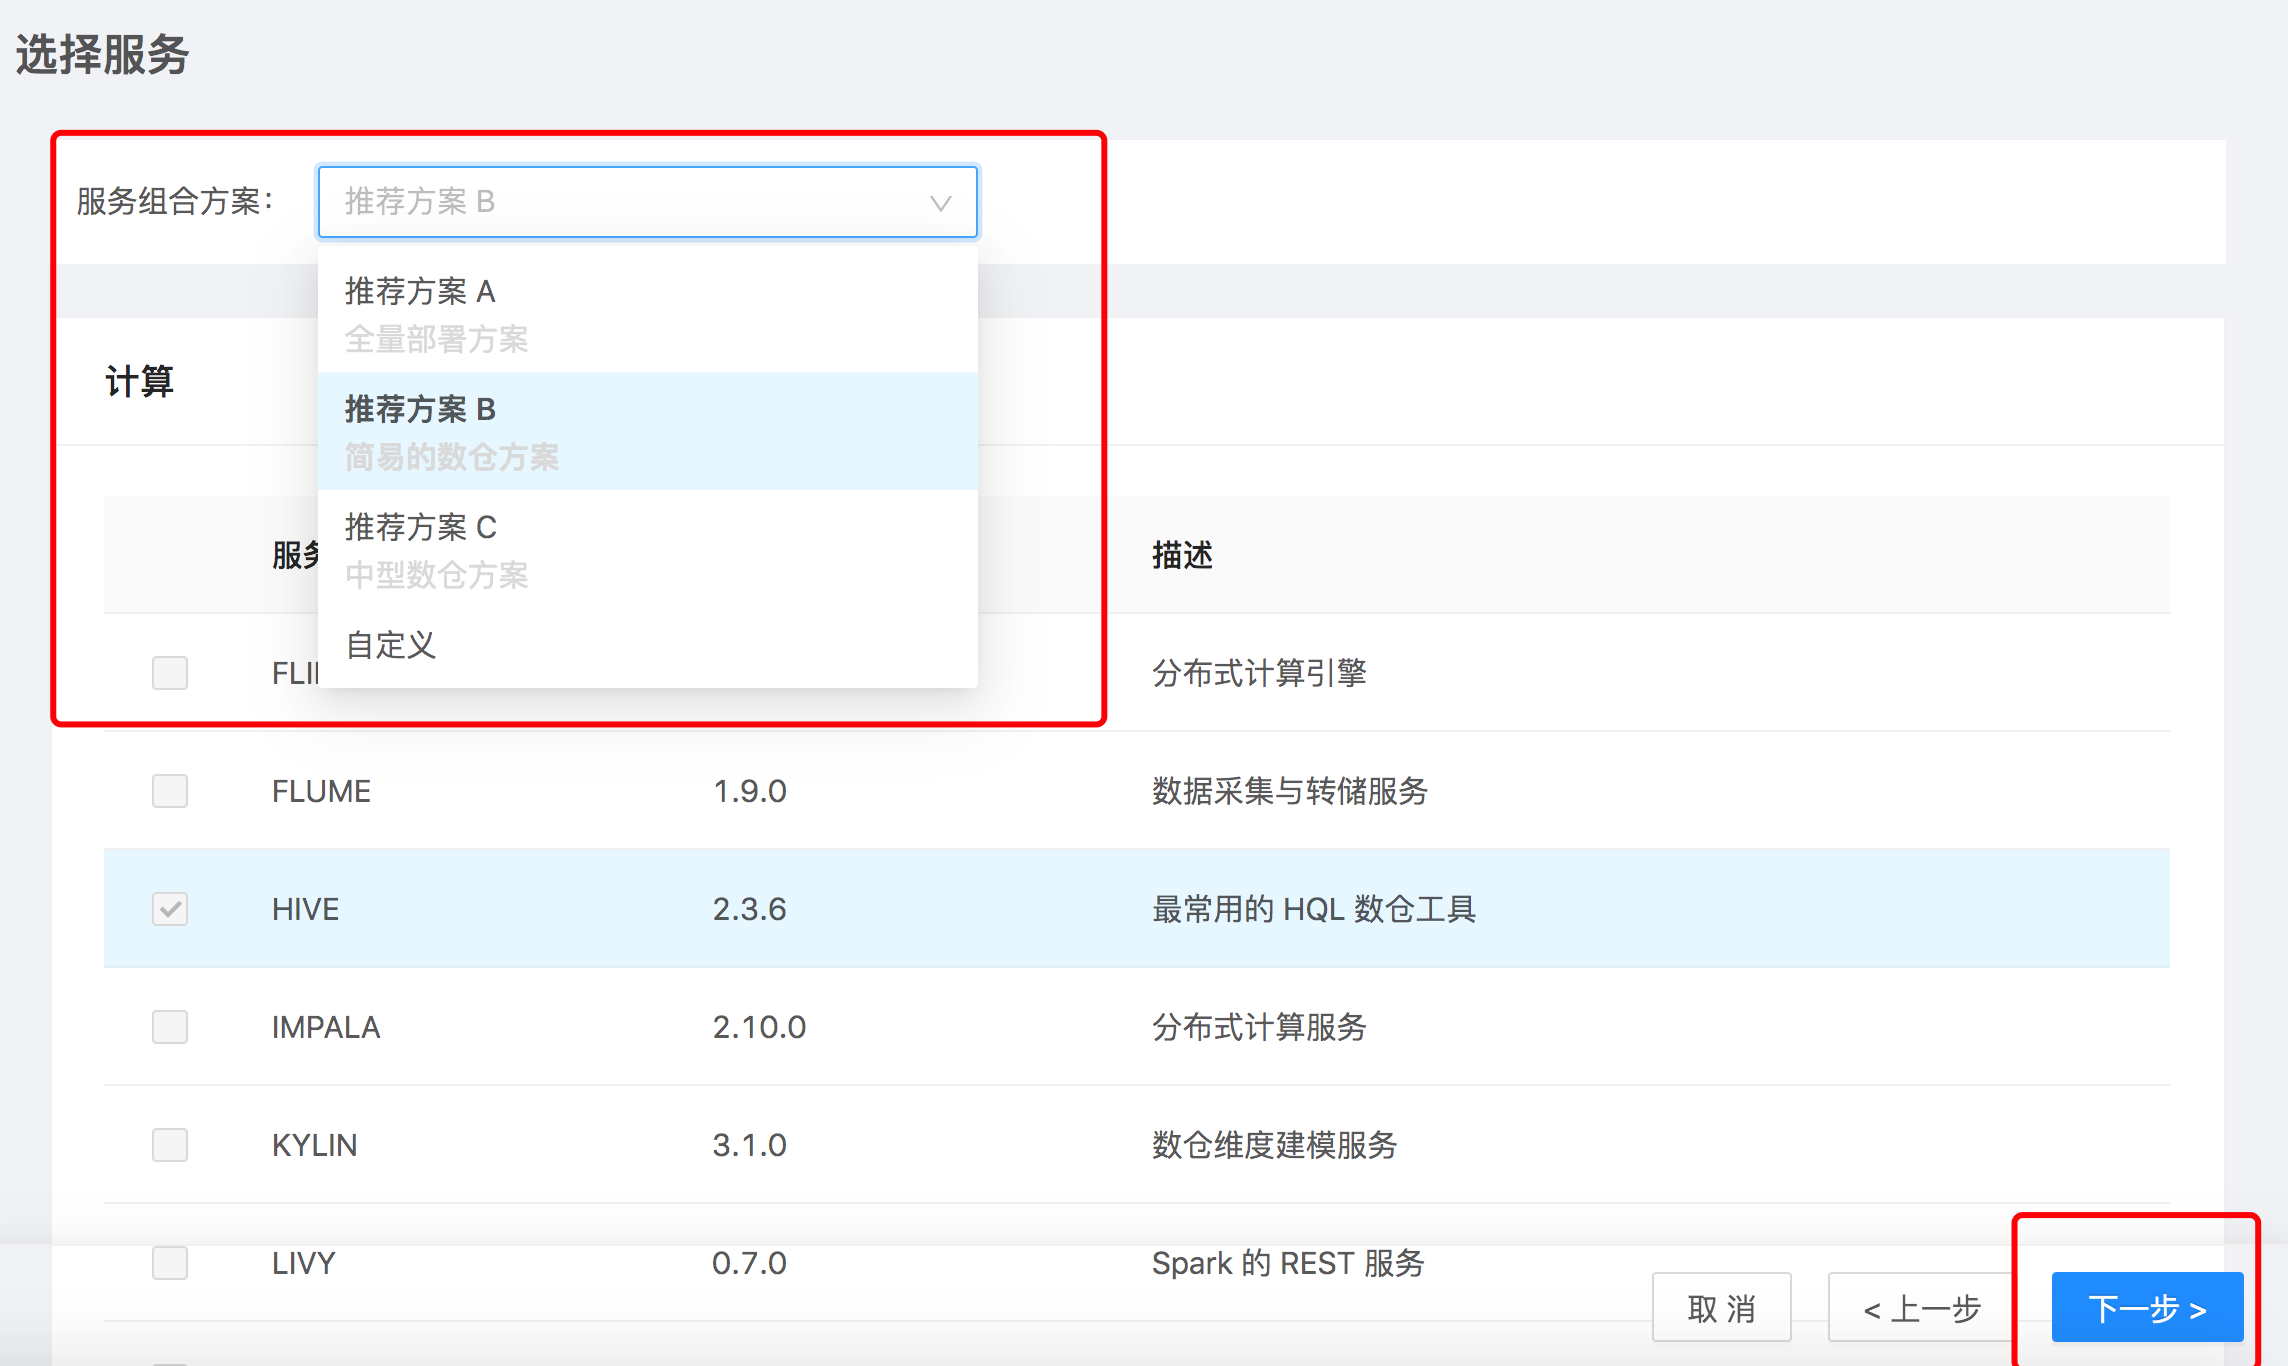 选择服务
服务组合方案：
推荐方案 B
推荐方案 A
全量部署方案
推荐方案 B
简易的数仓方案
推荐方案 C
中型数仓方案
自定义
计算
服务
描述
分布式计算引擎
FLUME 1.9.0 数据采集与转储服务
HIVE 2.3.6 最常用的 HQL 数仓工具
IMPALA 2.10.0 分布式计算服务
KYLIN 3.1.0 数仓维度建模服务
LIVY 0.7.0 Spark 的 REST 服务
取 消
< 上一步
下一步 >